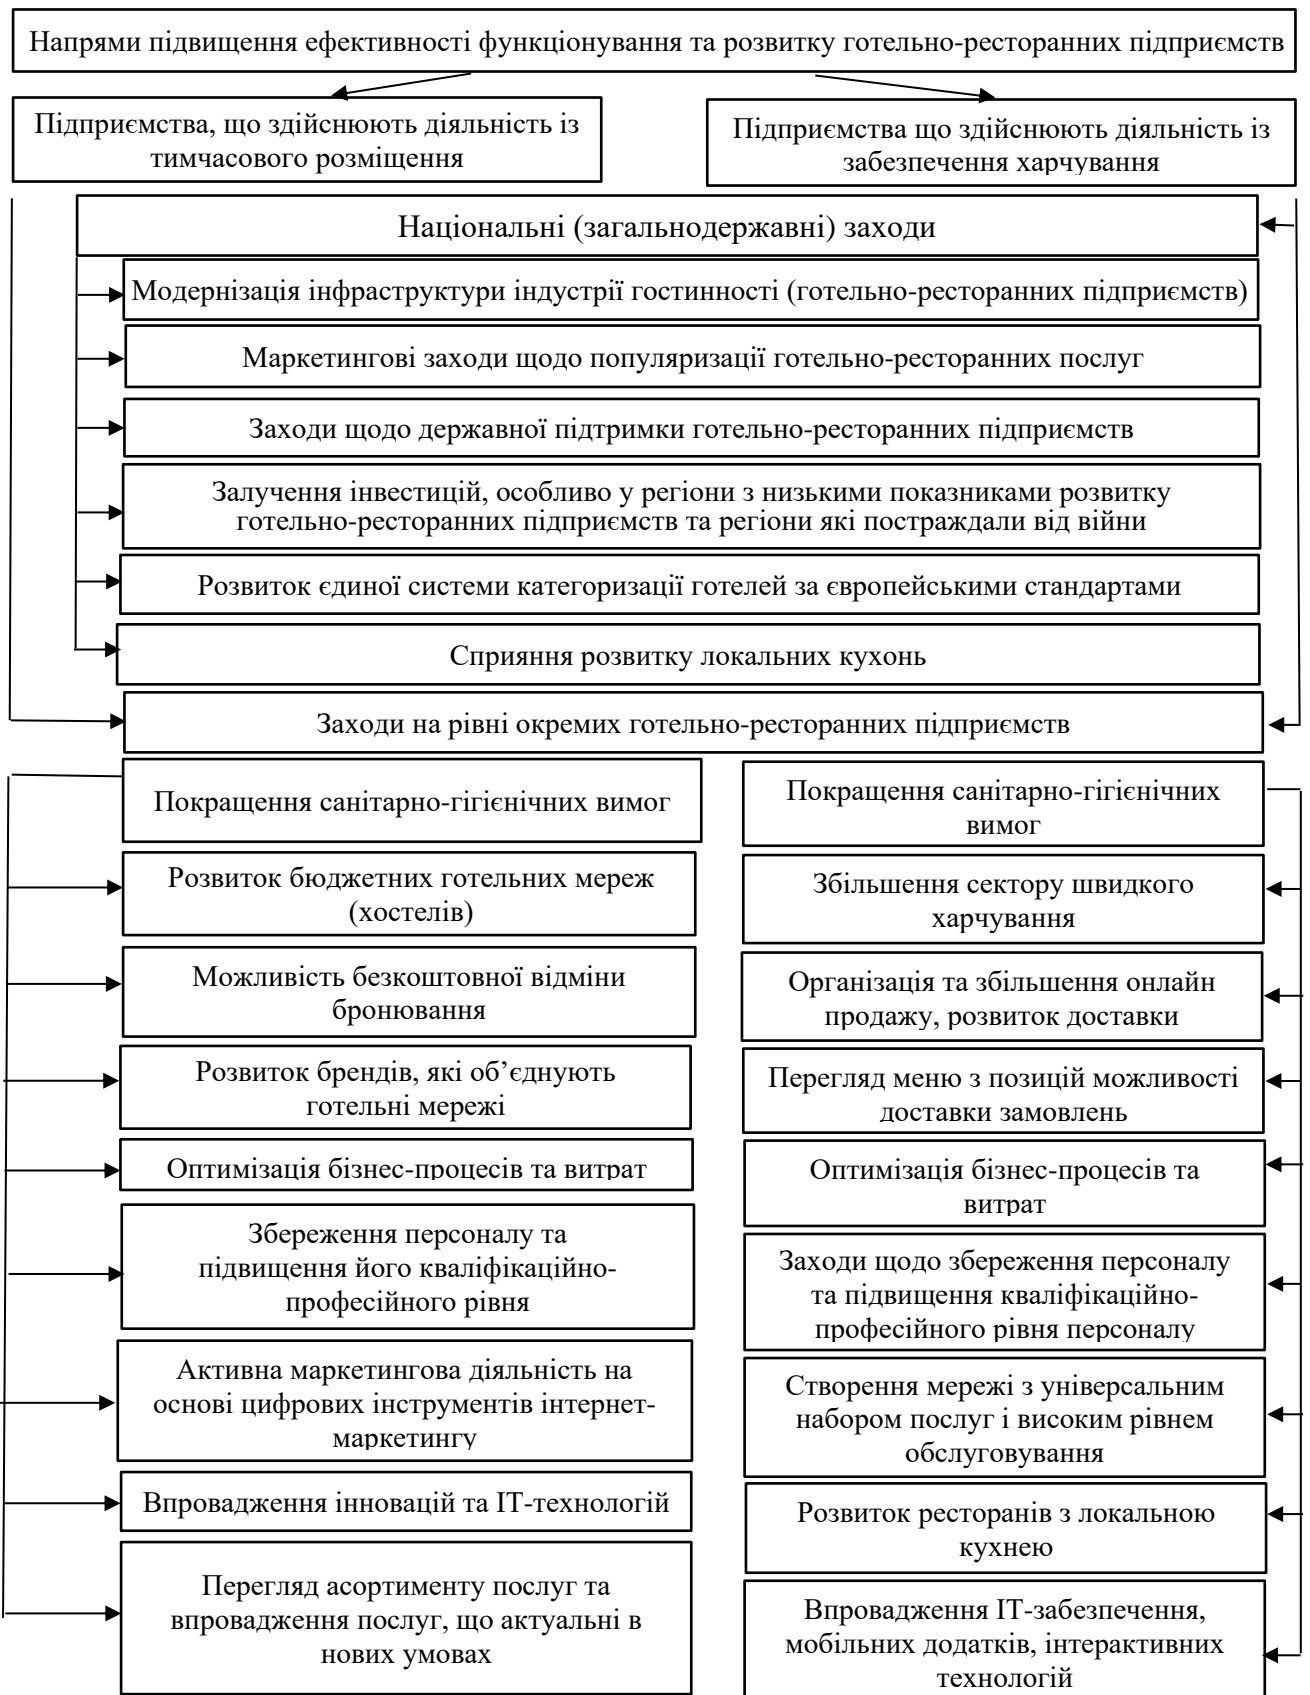 Напрями підвищення ефективності функціонування та розвитку готельно-ресторанних підприємств
Підприємства, що здійснюють діяльність із
тимчасового розміщення
Підприємства що здійснюють діяльність із
забезпечення харчування
Національні (загальнодержавні) заходи
Модернізація інфраструктури індустрії гостинності (готельно-ресторанних підприємств)
Маркетингові заходи щодо популяризації готельно-ресторанних послуг
Заходи щодо державної підтримки готельно-ресторанних підприємств
Залучення інвестицій, особливо у регіони з низькими показниками розвитку
готельно-ресторанних підприємств та регіони які постраждали від війни
Розвиток єдиної системи категоризації готелей за європейськими стандартами
Сприяння розвитку локальних кухонь
Заходи на рівні окремих готельно-ресторанних підприємств
Покращення санітарно-гігієнічних вимог
Розвиток бюджетних готельних мереж
(хостелів)
Можливість безкоштовної відміни
бронювання
Розвиток брендів, які об’єднують
готельні мережі
Оптимізація бізнес-процесів та витрат
Збереження персоналу та
підвищення його кваліфікаційно-
професійного рівня
Активна маркетингова діяльність на
основі цифрових інструментів інтернет-
маркетингу
Впровадження інновацій та ІТ-технологій
Перегляд асортименту послуг та
впровадження послуг, що актуальні в
нових умовах
Покращення санітарно-гігієнічних
вимог
Збільшення сектору швидкого
харчування
Організація та збільшення онлайн
продажу, розвиток доставки
Перегляд меню з позицій можливості
доставки замовлень
Оптимізація бізнес-процесів та
витрат
Заходи щодо збереження персоналу
та підвищення кваліфікаційно-
професійного рівня персоналу
Створення мережі з універсальним
набором послуг і високим рівнем
обслуговування
Розвиток ресторанів з локальною
кухнею
Впровадження ІТ-забезпечення,
мобільних додатків, інтерактивних
технологій